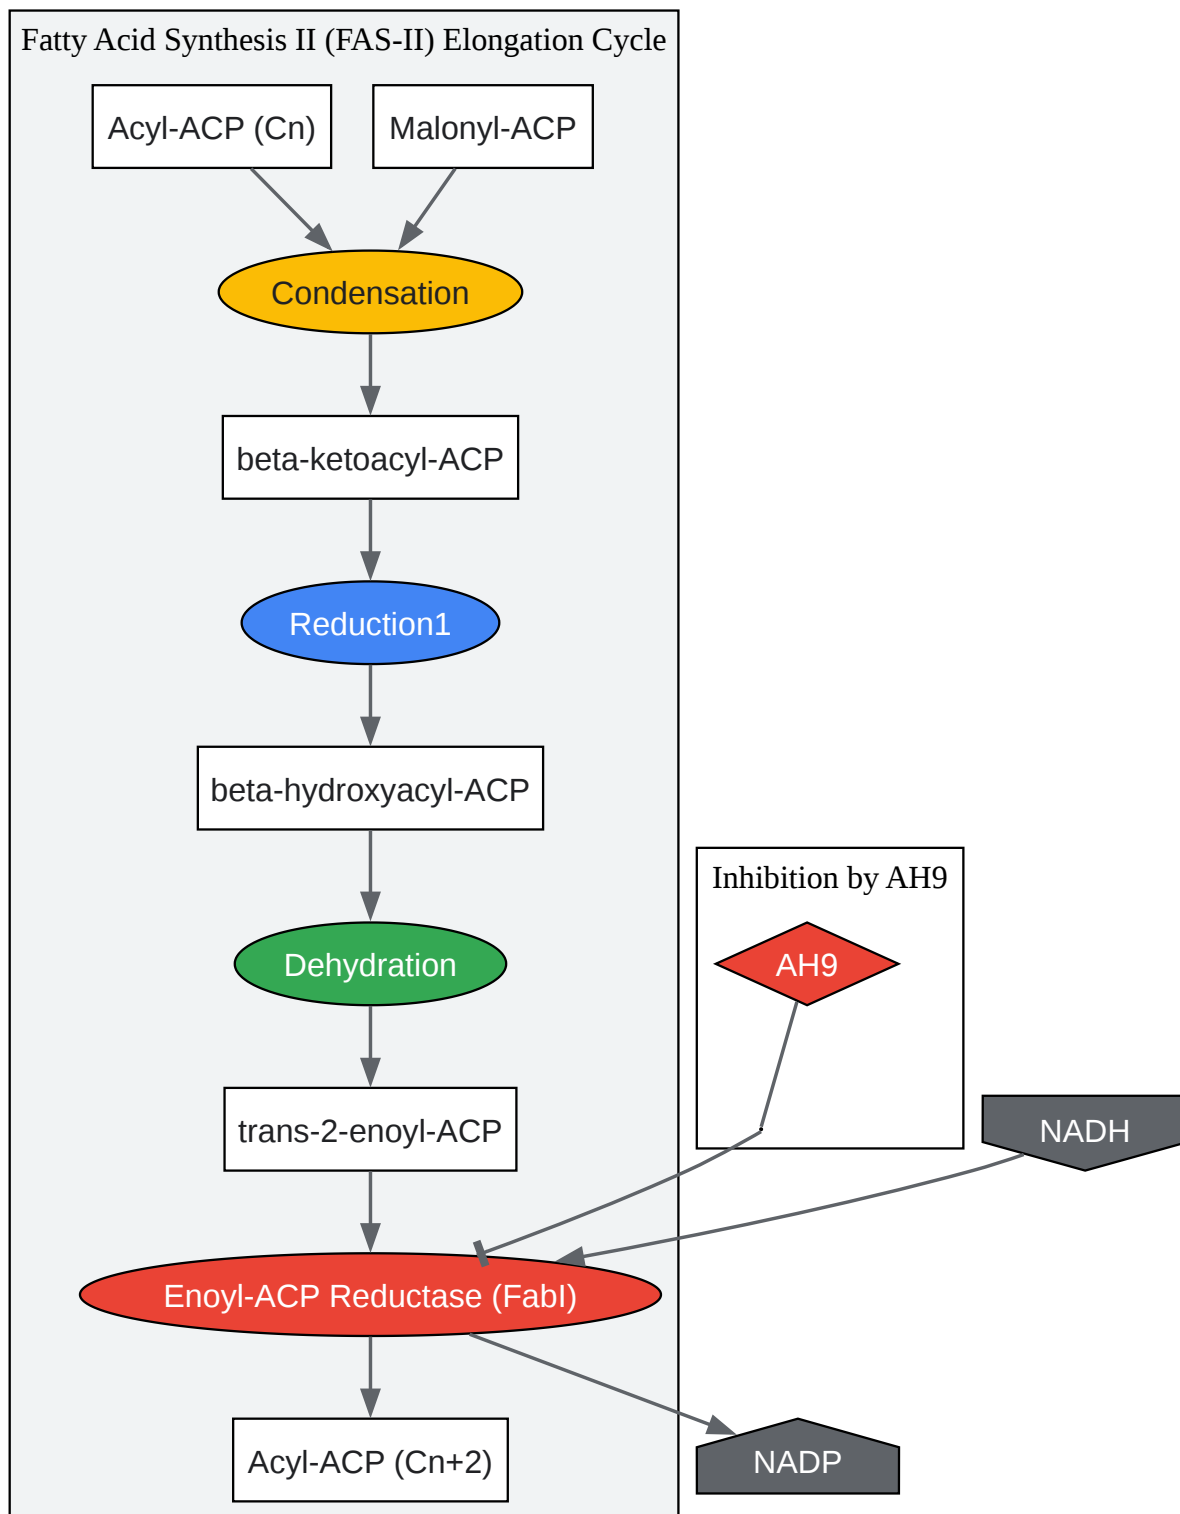 Fatty Acid Synthesis II (FAS-II) Elongation Cycle
Acyl-ACP (Cn)
Malonyl-ACP
Condensation
beta-ketoacyl-ACP
Reduction1
beta-hydroxyacyl-ACP
Inhibition by AH9
Dehydration
AH9
trans-2-enoyl-ACP
NADH
Enoyl-ACP Reductase (FabI)
Acyl-ACP (Cn+2)
NADP